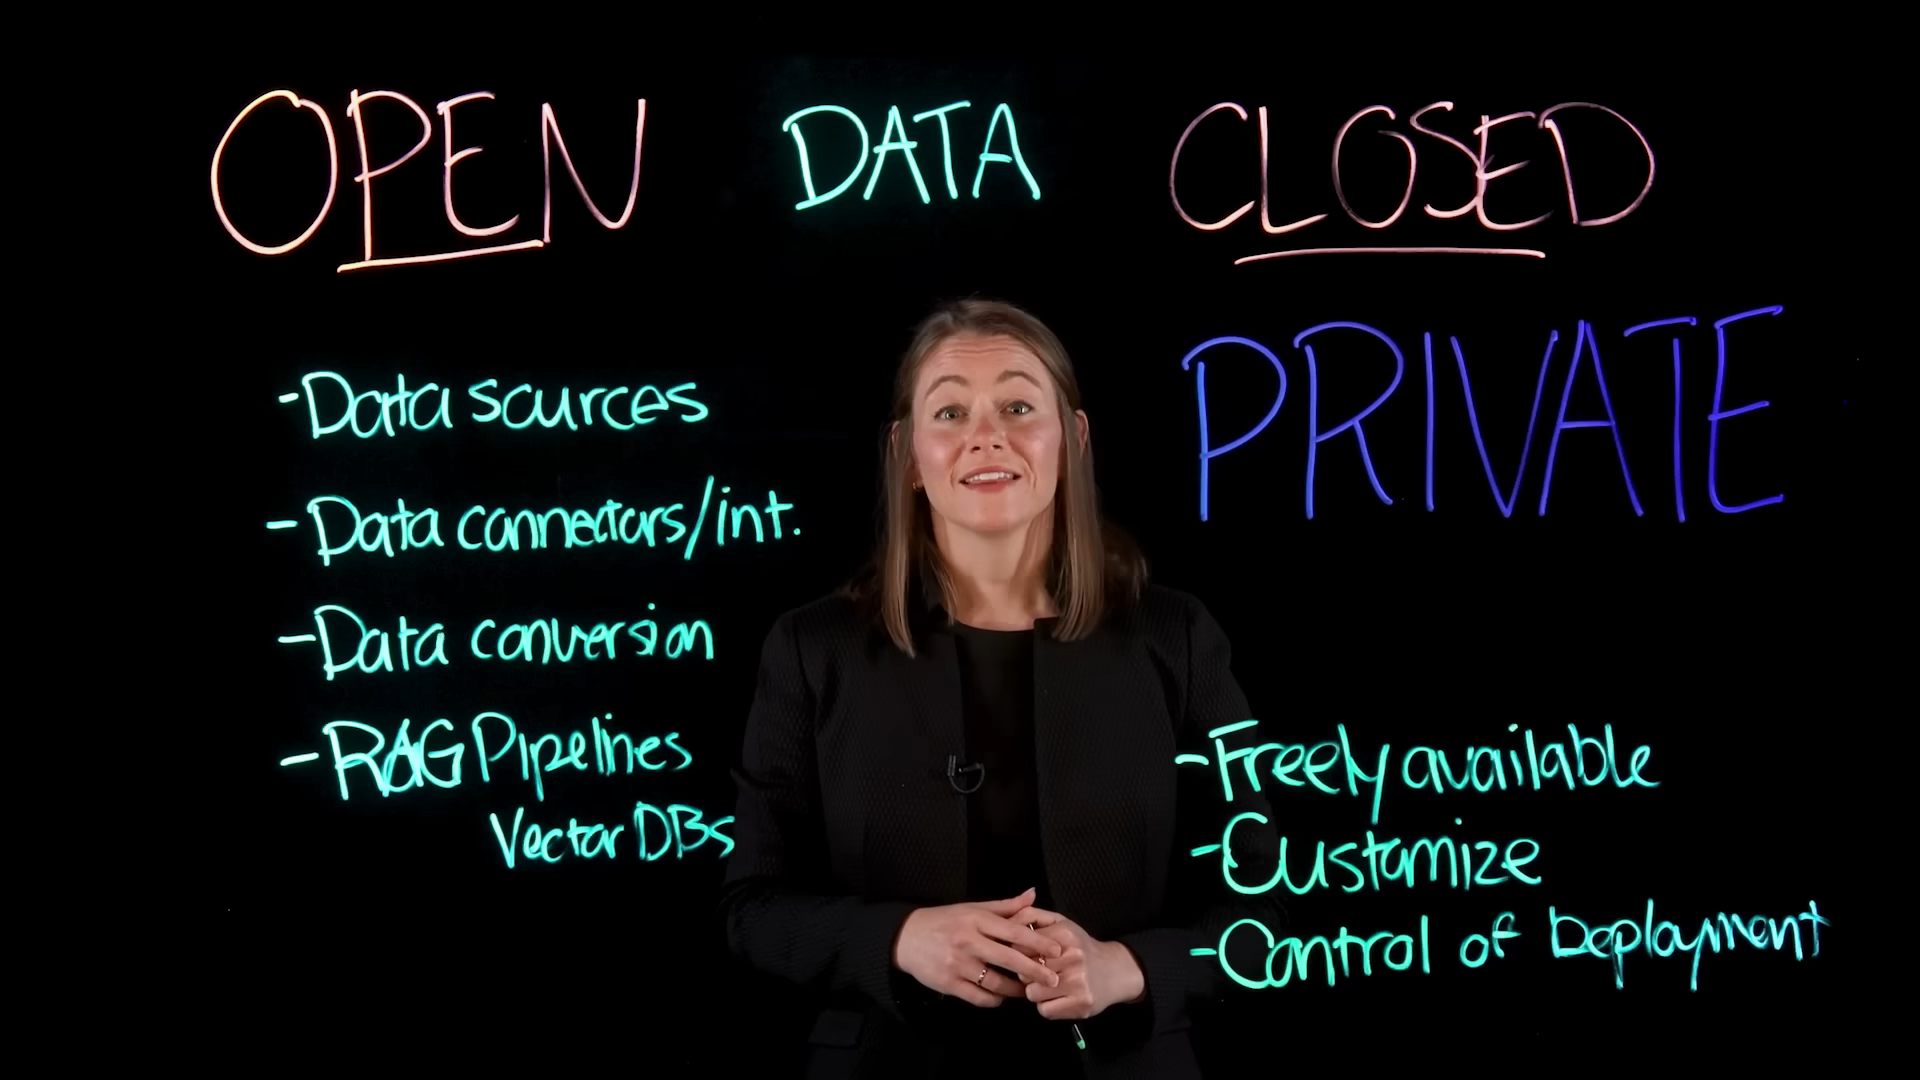 OPEN DATA CLOSED
PRIVATE
- Data sources
- Data connectors/int.
- Data conversion
- RAG Pipelines
Vector DBs
- Freely available
- Customize
- Control of Deployment